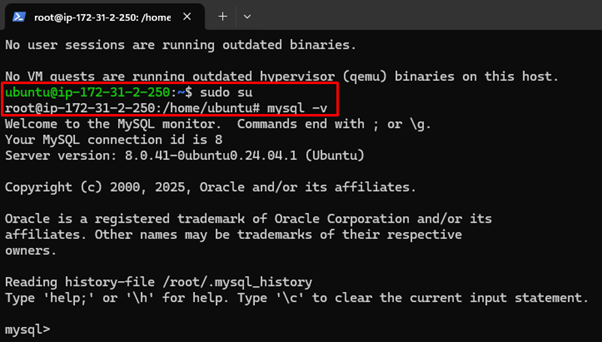 root@ip-172-31-2-250: /home
No user sessions are running outdated binaries.
No VM guests are running outdated hypervisor (qemu) binaries on this host.
ubuntu@ip-172-31-2-250:~$ sudo su
root@ip-172-31-2-250:/home/ubuntu# mysql -v
Welcome to the MySQL monitor.  Commands end with ; or \g.
Your MySQL connection id is 8
Server version: 8.0.41-0ubuntu0.24.04.1 (Ubuntu)
Copyright (c) 2000, 2025, Oracle and/or its affiliates.
Oracle is a registered trademark of Oracle Corporation and/or its
affiliates. Other names may be trademarks of their respective
owners.
Reading history-file /root/.mysql_history
Type 'help;' or '\h' for help. Type '\c' to clear the current input statement.
mysql>